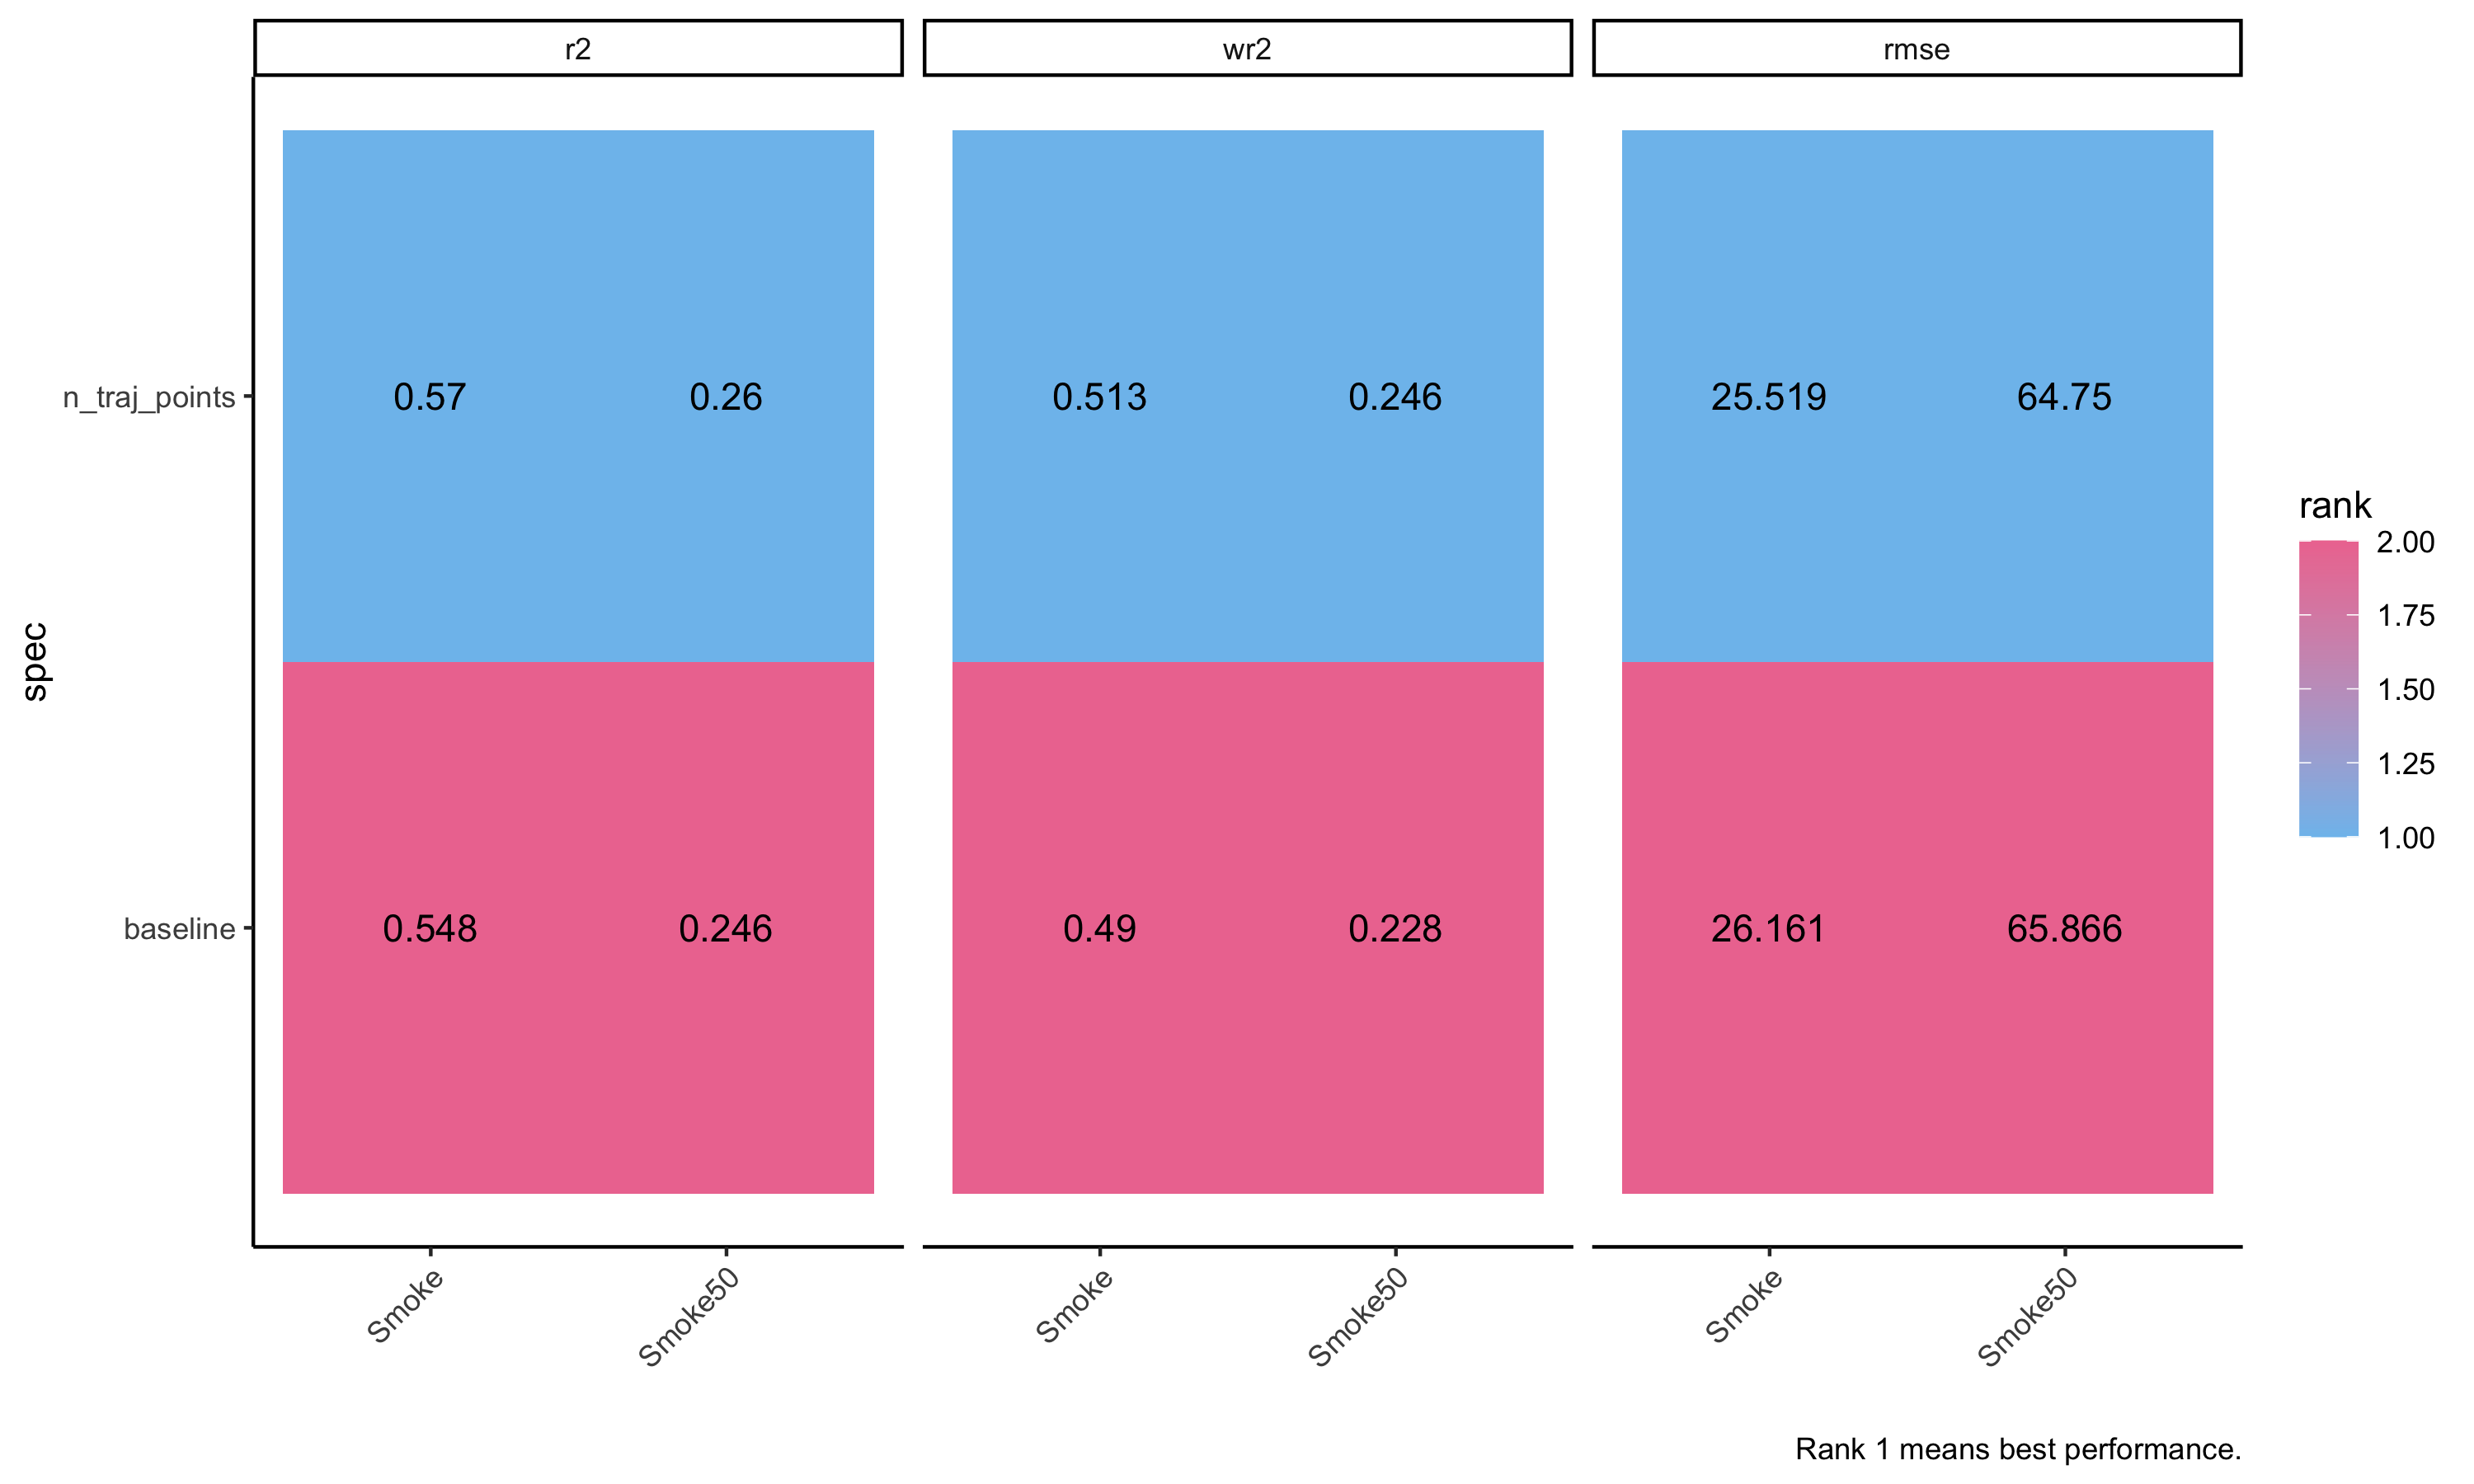 r2 wr2 rmse
n_traj_points 0.57 0.26 0.513 0.246 25.519 64.75
spec
baseline 0.548 0.246 0.49 0.228 26.161 65.866
Smoke Smoke50 Smoke Smoke50 Smoke Smoke50
rank
2.00
1.75
1.50
1.25
1.00
Rank 1 means best performance.